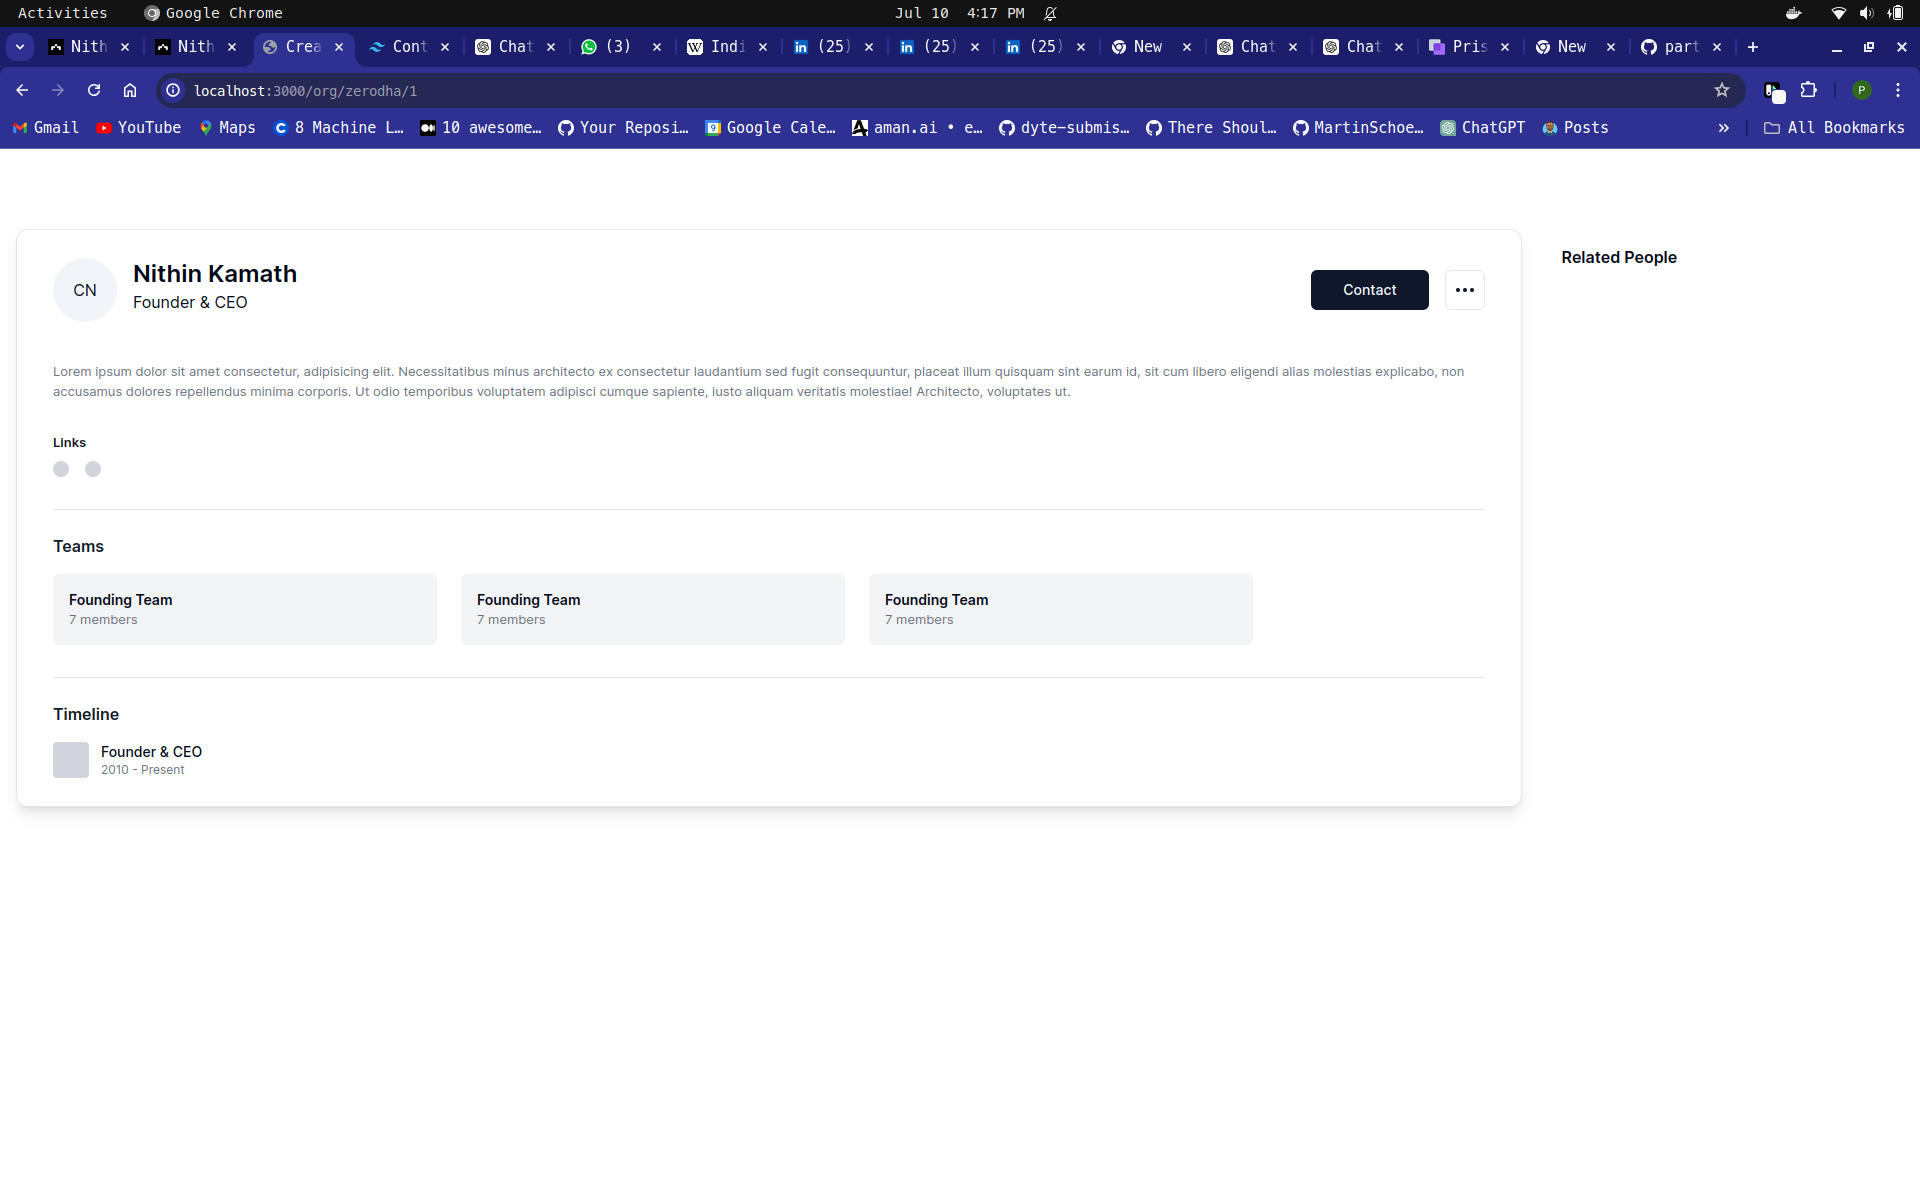 Activities Google Chrome Jul 10 4:17 PM
Nith Nith Crea Cont Chat (3) Indi (25) (25) (25) New Chat Chat Pris New part
localhost:3000/org/zerodha/1 P
Gmail YouTube Maps 8 Machine L… 10 awesome… Your Reposi… Google Cale… aman.ai • e… dyte-submis… There Shoul… MartinSchoe… ChatGPT Posts » All Bookmarks
CN
Nithin Kamath
Founder & CEO
Contact
Related People
Lorem ipsum dolor sit amet consectetur, adipisicing elit. Necessitatibus minus architecto ex consectetur laudantium sed fugit consequuntur, placeat illum quisquam sint earum id, sit cum libero eligendi alias molestias explicabo, non
accusamus dolores repellendus minima corporis. Ut odio temporibus voluptatem adipisci cumque sapiente, iusto aliquam veritatis molestiae! Architecto, voluptates ut.
Links
Teams
Founding Team Founding Team Founding Team
7 members 7 members 7 members
Timeline
Founder & CEO
2010 - Present